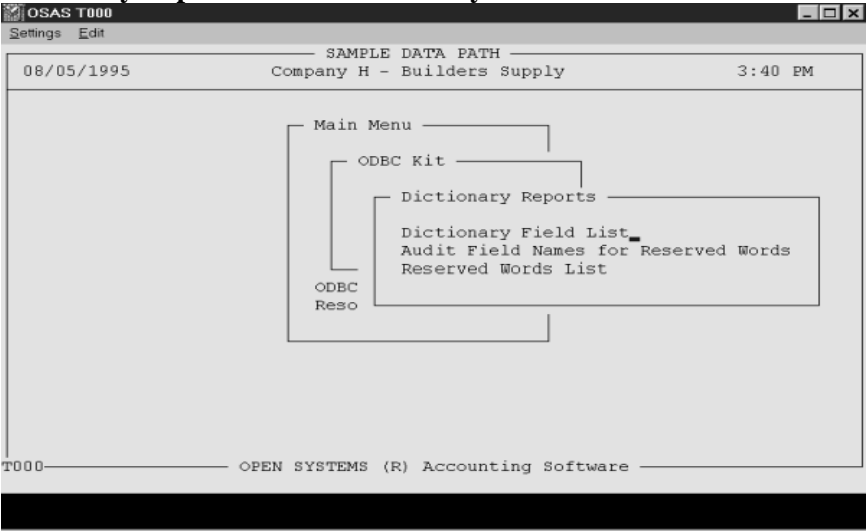 OSAS T000
Settings Edit
SAMPLE DATA PATH
08/05/1995 Company H - Builders Supply 3:40 PM
Main Menu
ODBC Kit
Dictionary Reports
Dictionary Field List
Audit Field Names for Reserved Words
Reserved Words List
ODBC
Reso
T000 OPEN SYSTEMS (R) Accounting Software